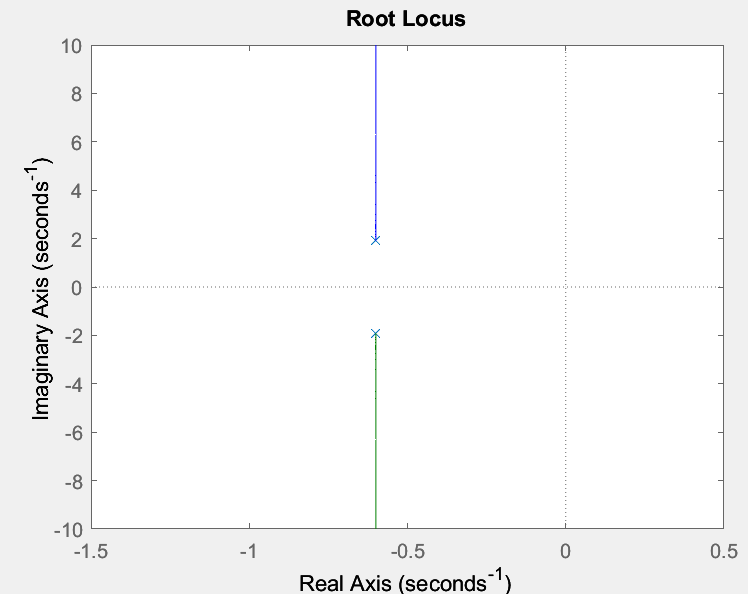 Root Locus
10
8
6
4
2
0
-2
-4
-6
-8
-10
Imaginary Axis (seconds⁻¹)
-1.5 -1 -0.5 0 0.5
Real Axis (seconds⁻¹)